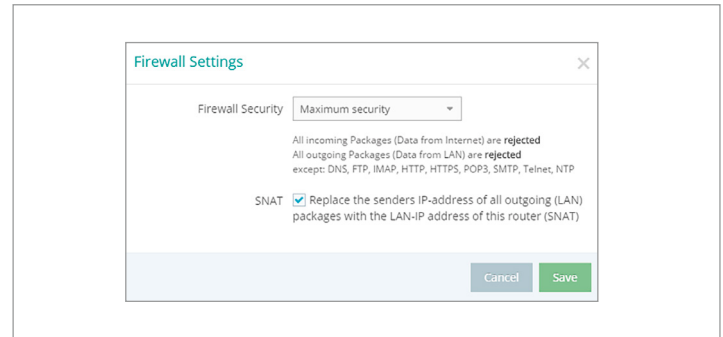 Firewall Settings
Firewall Security Maximum security
All incoming Packages (Data from Internet) are rejected
All outgoing Packages (Data from LAN) are rejected
except: DNS, FTP, IMAP, HTTP, HTTPS, POP3, SMTP, Telnet, NTP
SNAT Replace the senders IP-address of all outgoing (LAN)
packages with the LAN-IP address of this router (SNAT)
Cancel Save